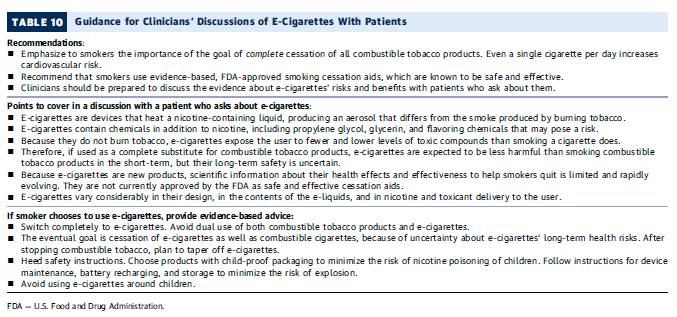 TABLE 10 Guidance for Clinicians' Discussions of E-Cigarettes With Patients
Recommendations:
■ Emphasize to smokers the importance of the goal of complete cessation of all combustible tobacco products. Even a single cigarette per day increases
cardiovascular risk.
■ Recommend that smokers use evidence-based, FDA-approved smoking cessation aids, which are known to be safe and effective.
■ Clinicians should be prepared to discuss the evidence about e-cigarettes' risks and benefits with patients who ask about them.
Points to cover in a discussion with a patient who asks about e-cigarettes:
■ E-cigarettes are devices that heat a nicotine-containing liquid, producing an aerosol that differs from the smoke produced by burning tobacco.
■ E-cigarettes contain chemicals in addition to nicotine, including propylene glycol, glycerin, and flavoring chemicals that may pose a risk.
■ Because they do not burn tobacco, e-cigarettes expose the user to fewer and lower levels of toxic compounds than smoking a cigarette does.
■ Therefore, if used as a complete substitute for combustible tobacco products, e-cigarettes are expected to be less harmful than smoking combustible
tobacco products in the short-term, but their long-term safety is uncertain.
■ Because e-cigarettes are new products, scientific information about their health effects and effectiveness to help smokers quit is limited and rapidly
evolving. They are not currently approved by the FDA as safe and effective cessation aids.
■ E-cigarettes vary considerably in their design, in the contents of the e-liquids, and in nicotine and toxicant delivery to the user.
If smoker chooses to use e-cigarettes, provide evidence-based advice:
■ Switch completely to e-cigarettes. Avoid dual use of both combustible tobacco products and e-cigarettes.
■ The eventual goal is cessation of e-cigarettes as well as combustible cigarettes, because of uncertainty about e-cigarettes' long-term health risks. After
stopping combustible tobacco, plan to taper off e-cigarettes.
■ Heed safety instructions. Choose products with child-proof packaging to minimize the risk of nicotine poisoning of children. Follow instructions for device
maintenance, battery recharging, and storage to minimize the risk of explosion.
■ Avoid using e-cigarettes around children.
FDA — U.S. Food and Drug Administration.